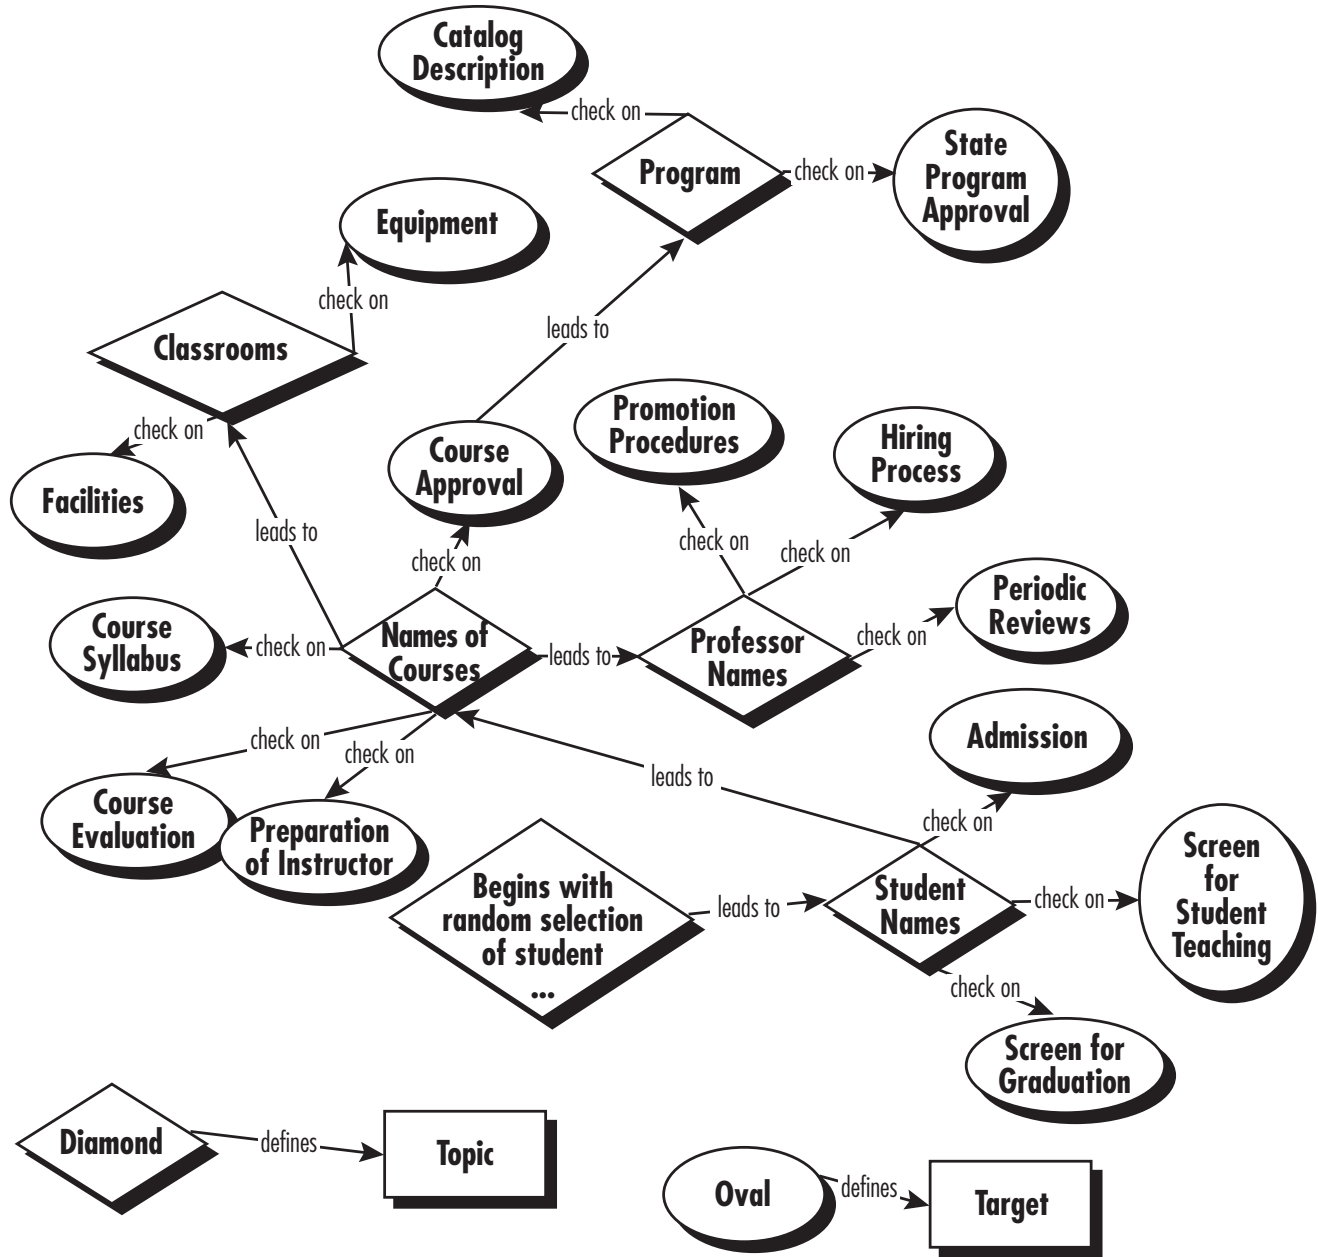 Catalog
Description
check on
Program
check on
State
Program
Approval
Equipment
check on
Classrooms
leads to
check on
Facilities
Course
Approval
Promotion
Procedures
Hiring
Process
leads to
check on
check on
check on
Course
Syllabus
check on
Names of
Courses
leads to
Professor
Names
check on
Periodic
Reviews
check on
check on
leads to
Admission
Course
Evaluation
Preparation
of Instructor
check on
Begins with
random selection
of student
...
leads to
Student
Names
check on
Screen
for
Student
Teaching
check on
Screen for
Graduation
Diamond
defines
Topic
Oval
defines
Target